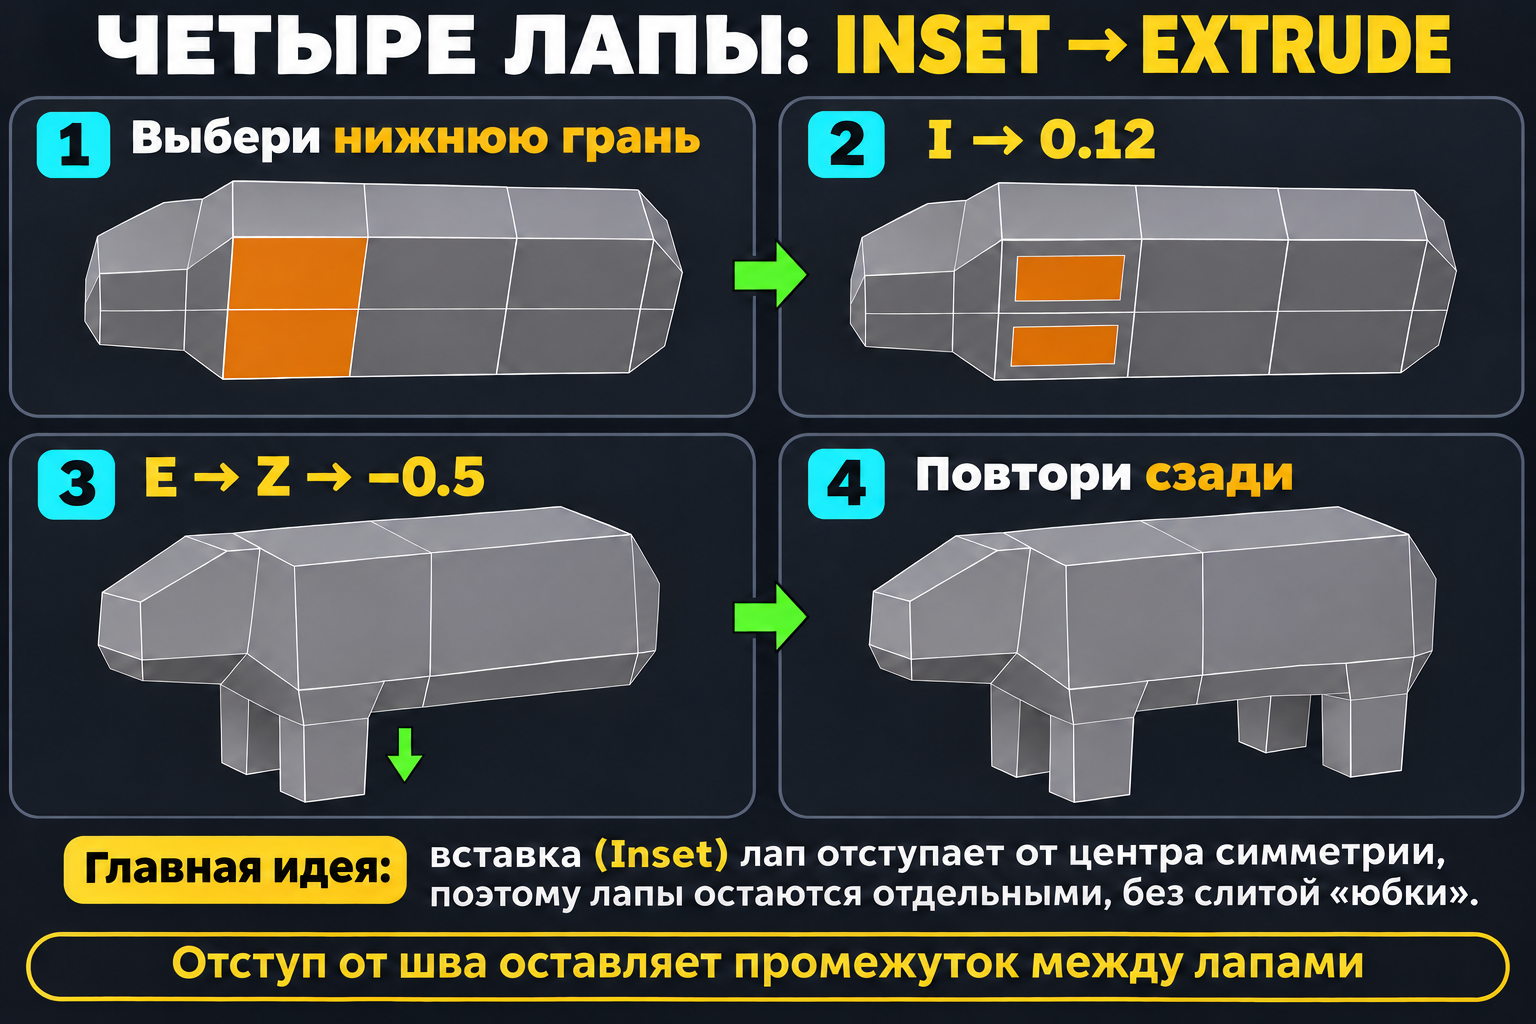 ЧЕТЫРЕ ЛАПЫ: INSET → EXTRUDE
1 Выбери нижнюю грань
2 I → 0.12
3 E → Z → −0.5
4 Повтори сзади
Главная идея: вставка (Inset) лап отступает от центра симметрии,
поэтому лапы остаются отдельными, без слитой «юбки».
Отступ от шва оставляет промежуток между лапами